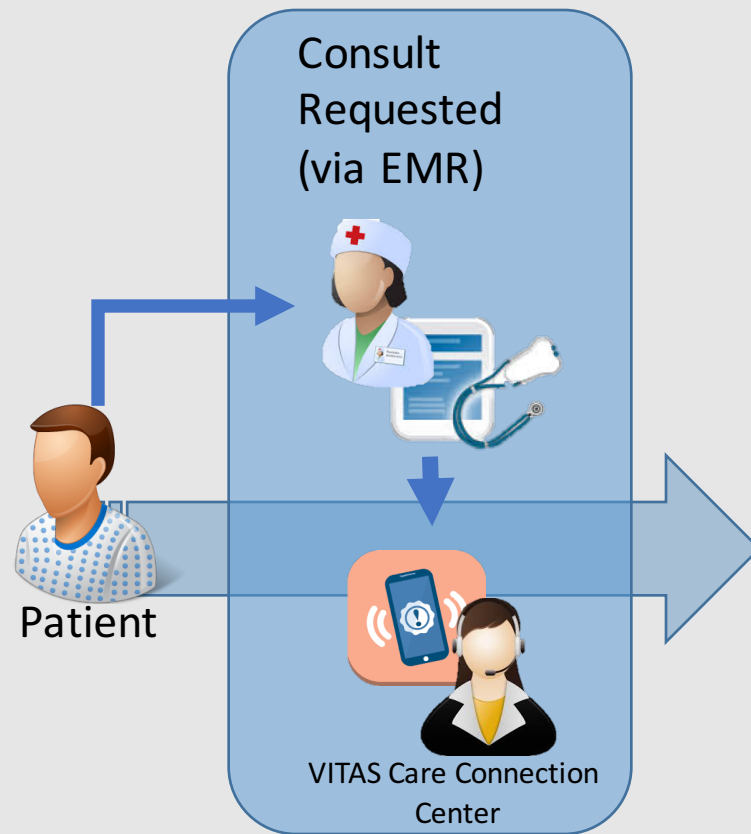 Consult
Requested
(via EMR)
Patient
VITAS Care Connection
Center